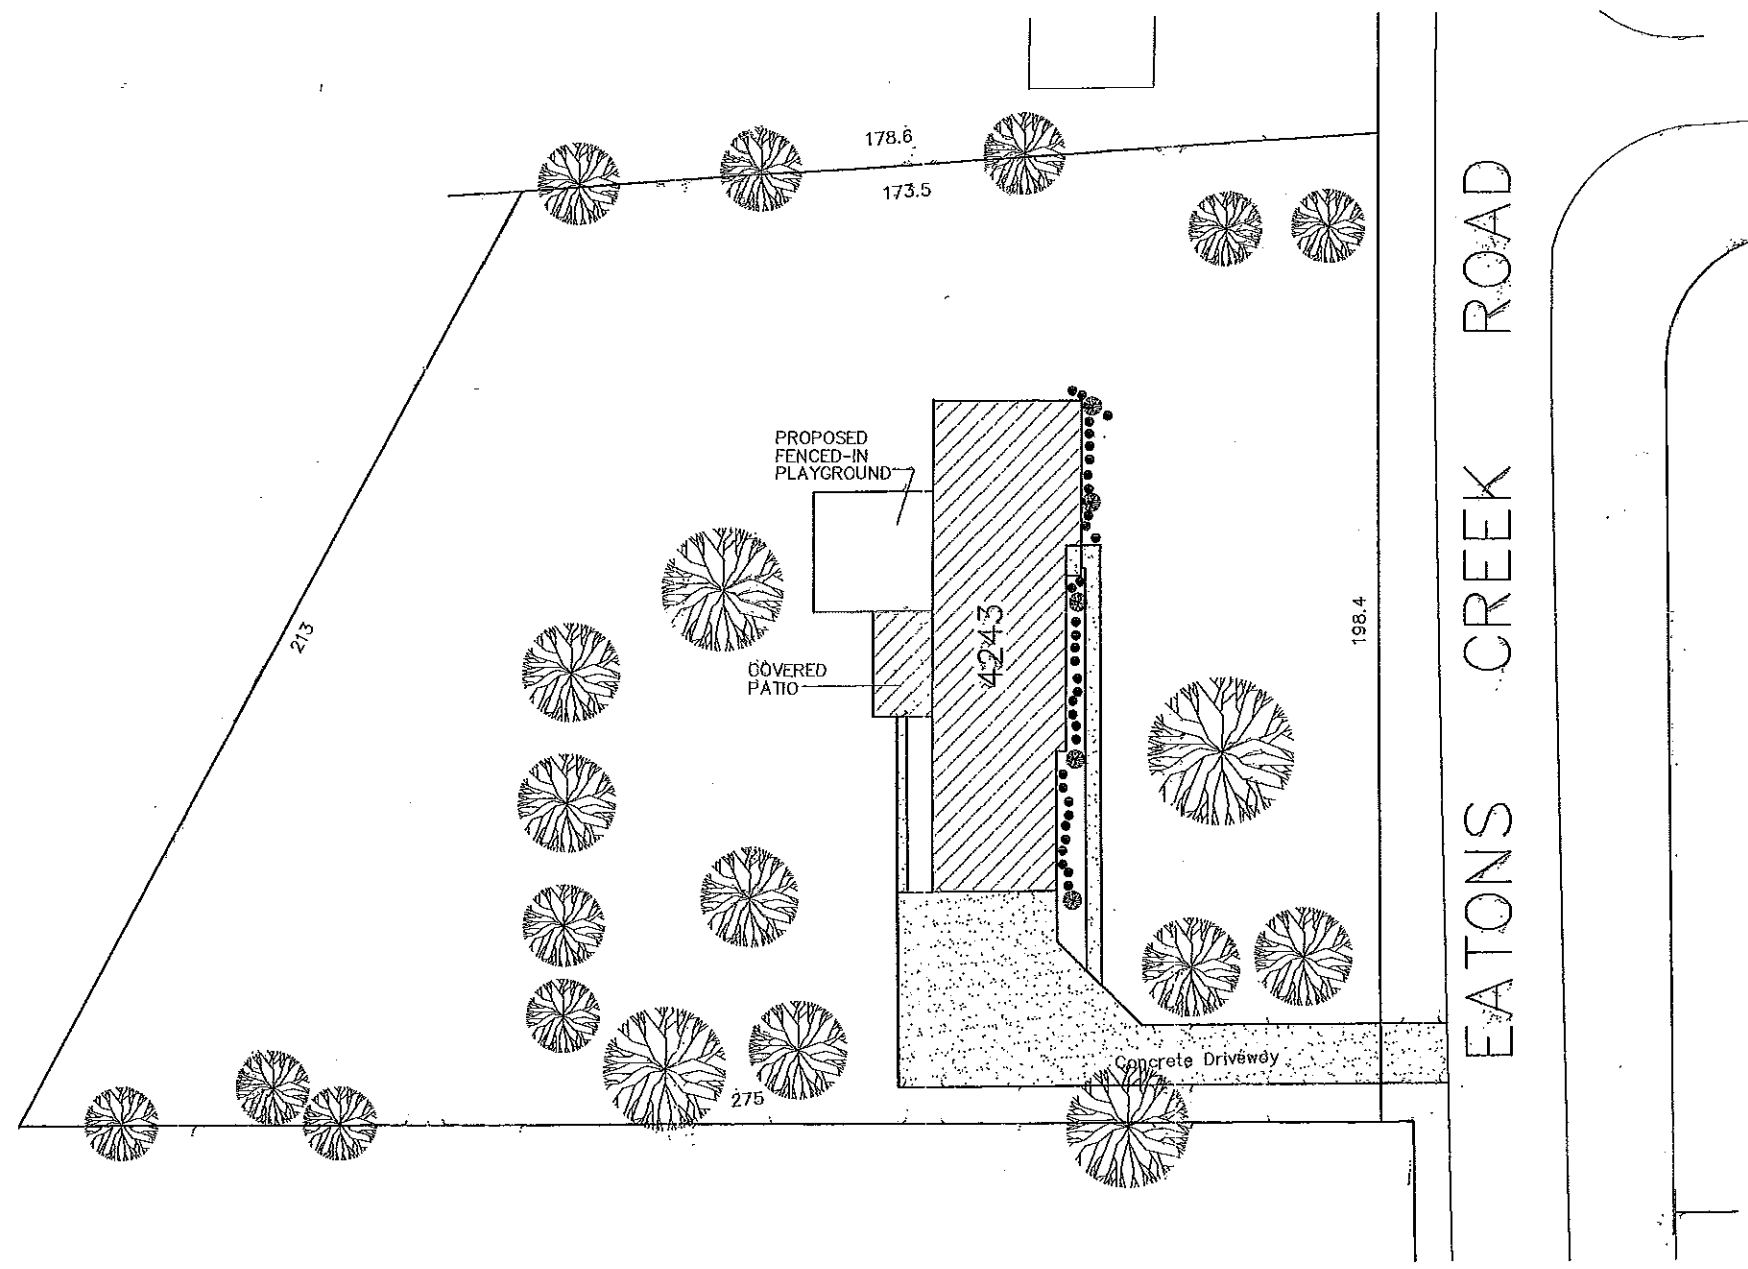 178.6
173.5
PROPOSED
FENCED-IN
PLAYGROUND
213
4243
COVERED
PATIO
198.4
EATONS CREEK ROAD
Concrete Driveway
275